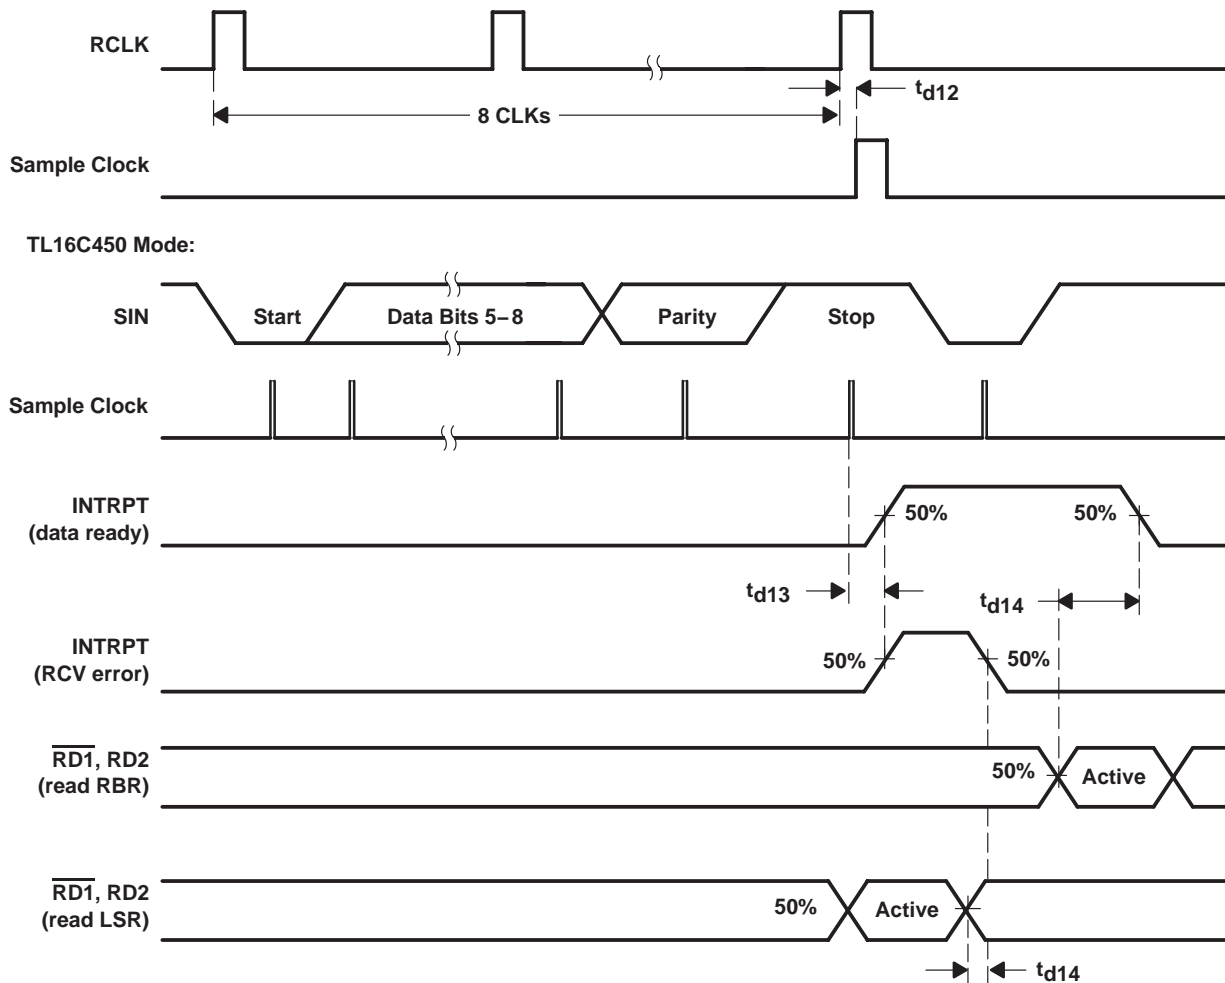 RCLK
td12
8 CLKs
Sample Clock
TL16C450 Mode:
SIN
Start
Data Bits 5–8
Parity
Stop
Sample Clock
INTRPT
(data ready)
50%
50%
td13
td14
INTRPT
(RCV error)
50%
50%
RD1, RD2
(read RBR)
50%
Active
RD1, RD2
(read LSR)
50%
Active
td14